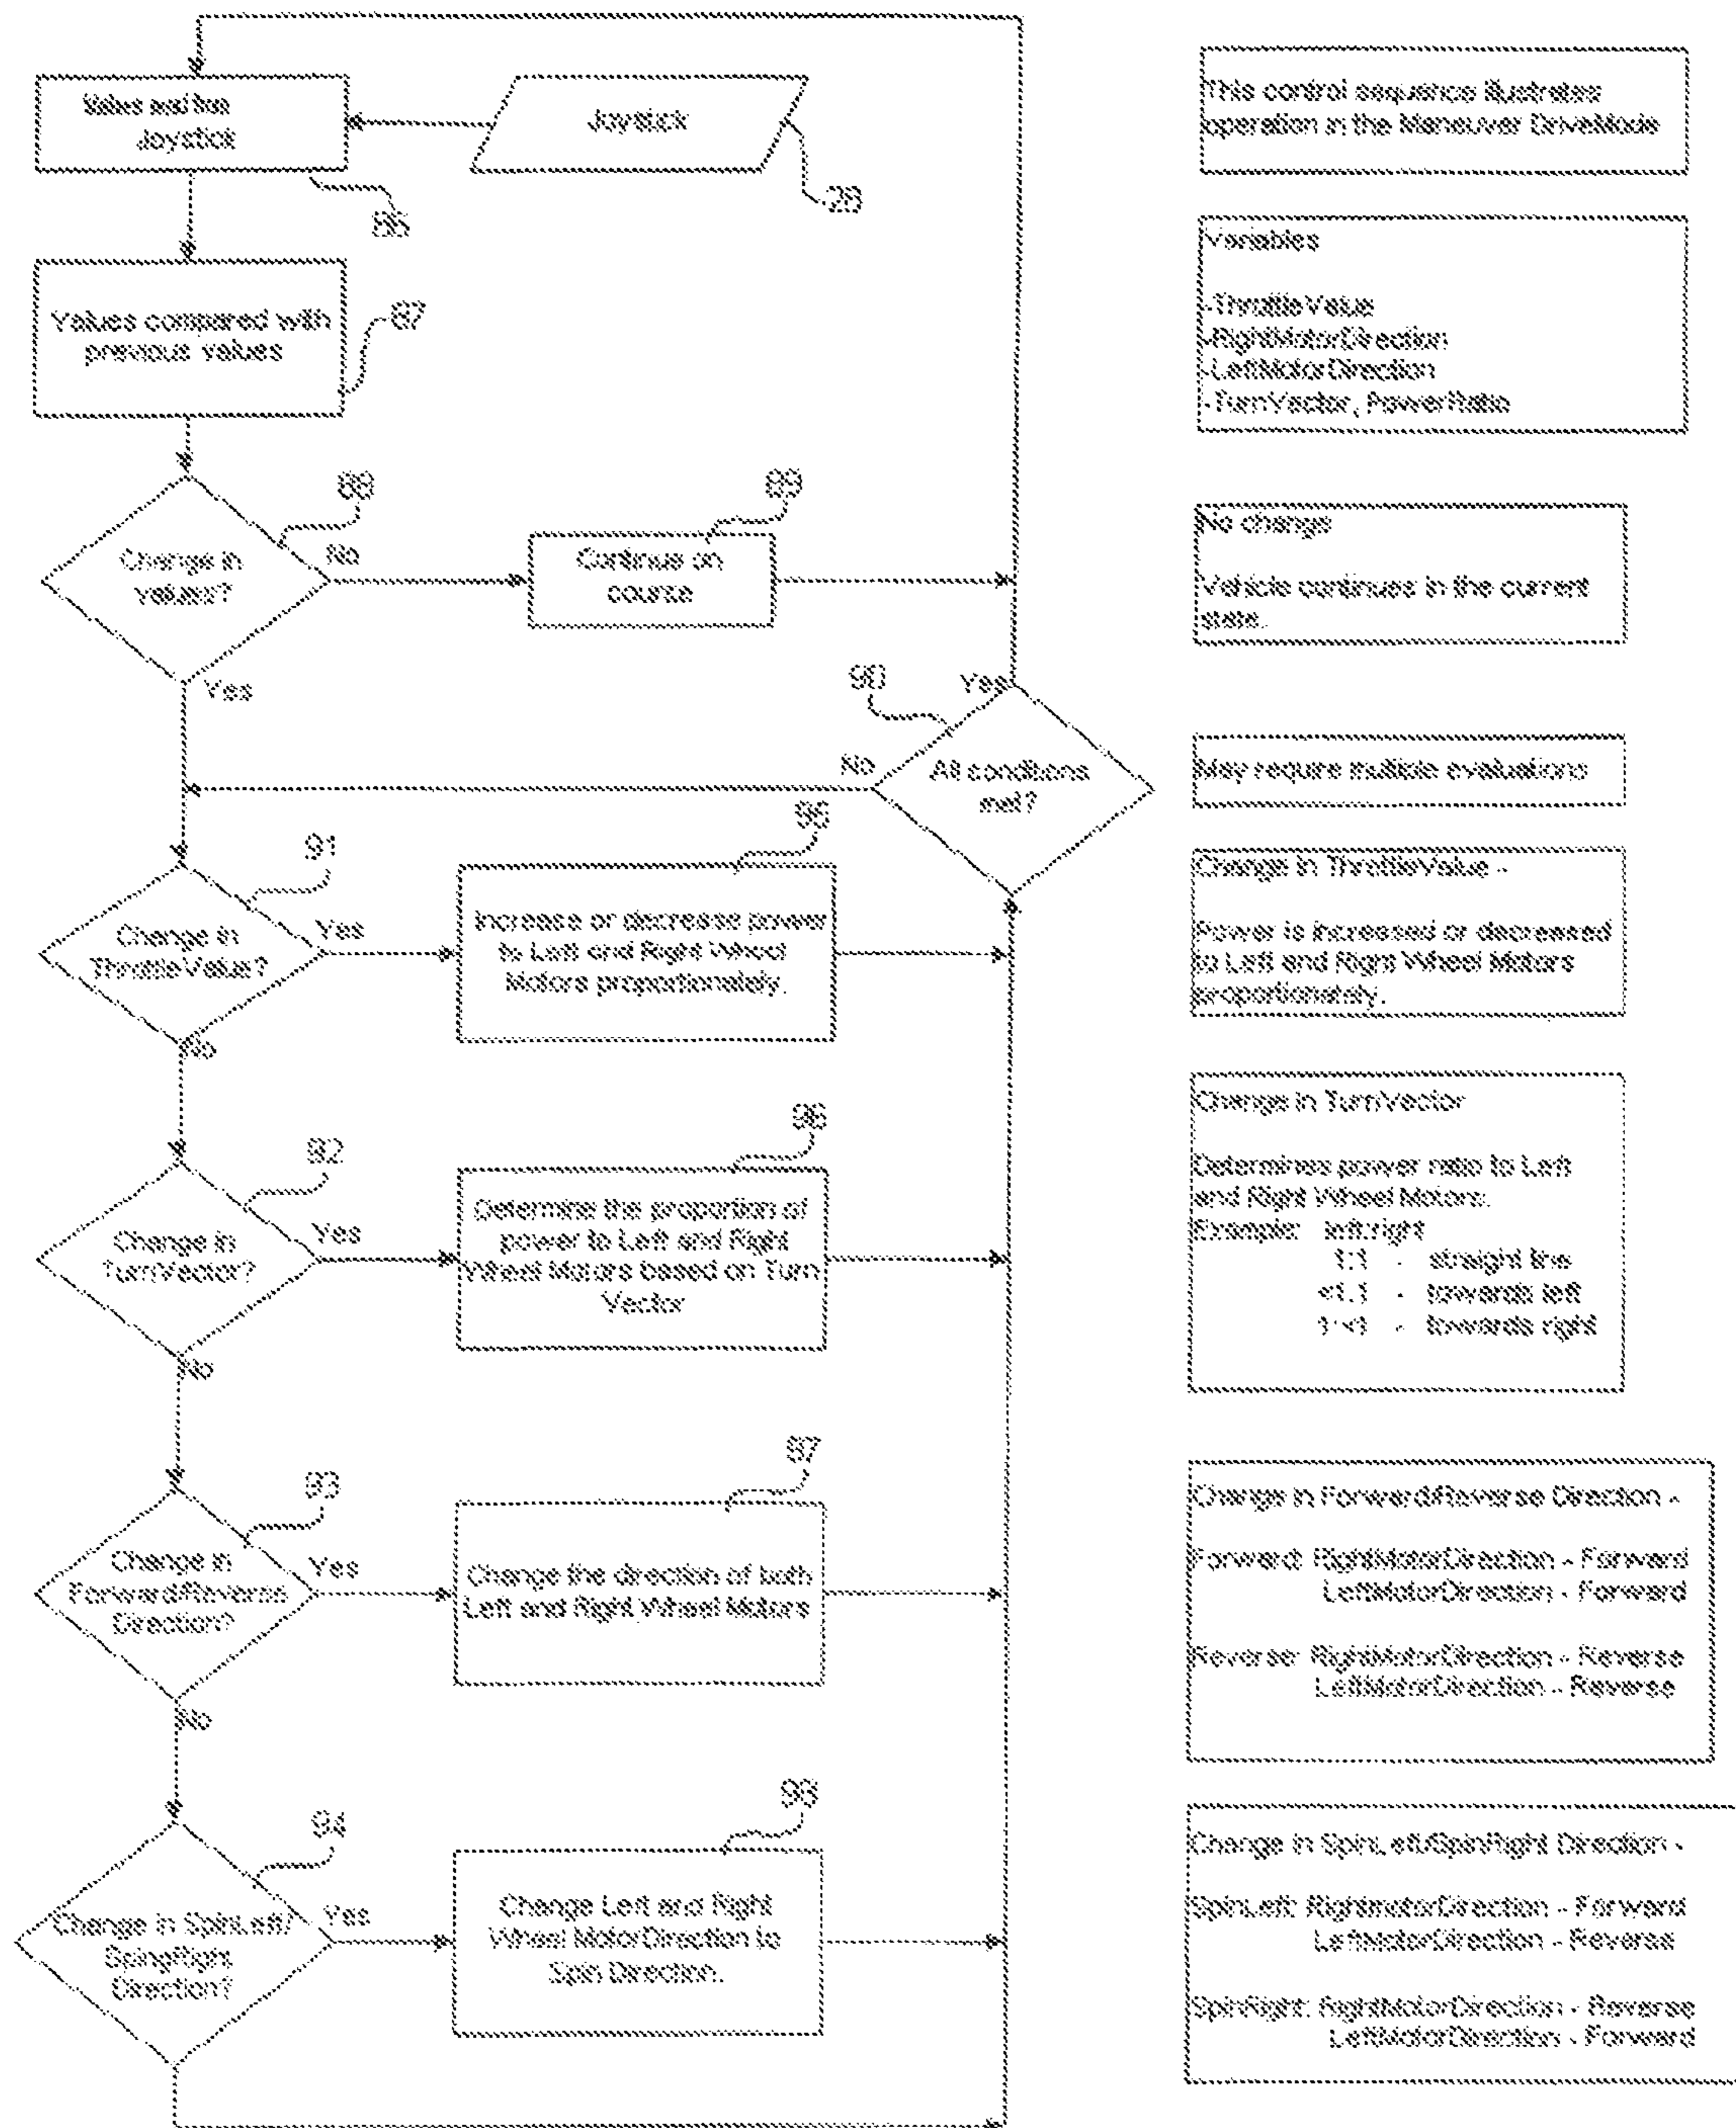 Joystick
Joystick
28
86
Values compared with
previous values
87
88
Change in
values?
No
Yes
89
Continue on
course
90
Yes
No
All conditions
met?
91
Change in
ThrottleValue?
Yes
No
95
Increase or decrease power
to Left and Right Wheel
Motors proportionately.
92
Change in
TurnVector?
Yes
No
96
Determine the proportion of
power to Left and Right
Wheel Motors based on Turn
Vector
93
Change in
Forward/Reverse
Direction?
Yes
No
97
Change the direction of both
Left and Right Wheel Motors
94
Change in SpinLeft/
SpingRight
Direction?
Yes
98
Change Left and Right
Wheel MotorDirection to
Spin Direction.
This control sequence illustrates
operation in the Maneuver DriveMode
Variables
-ThrottleValue
-RightMotorDirection
-LeftMotorDirection
-TurnVector, PowerRatio
No change
Vehicle continues in the current
state.
May require multiple evaluations
Change in ThrottleValue -
Power is increased or decreased
to Left and Right Wheel Motors
proportionately.
Change in TurnVector
Determines power ratio to Left
and Right Wheel Motors.
Example: left:right
1:1 - straight line
<1:1 - towards left
1:<1 - towards right
Change in Forward/Reverse Direction -
Forward: RightMotorDirection - Forward
LeftMotorDirection - Forward
Reverse: RightMotorDirection - Reverse
LeftMotorDirection - Reverse
Change in SpinLeft/SpinRight Direction -
SpinLeft: RightmotorDirection - Forward
LeftMotorDirection - Reverse
SpinRight: RightMotorDirection - Reverse
LeftMotorDirection - Forward